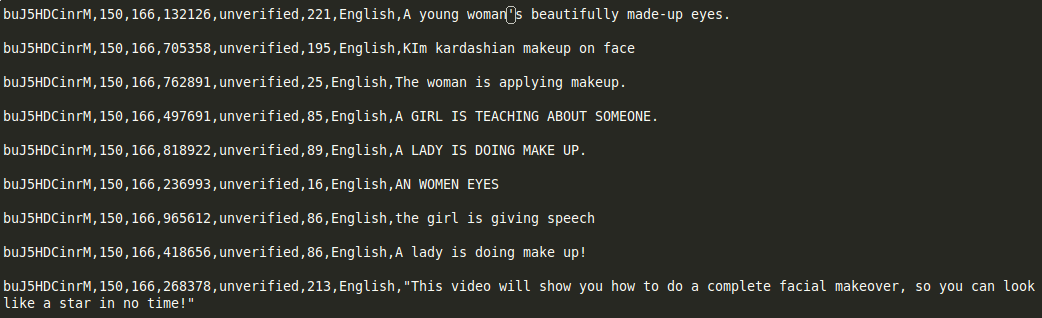 buJ5HDCinrM,150,166,132126,unverified,221,English,A young woman's beautifully made-up eyes.
buJ5HDCinrM,150,166,705358,unverified,195,English,KIm kardashian makeup on face
buJ5HDCinrM,150,166,762891,unverified,25,English,The woman is applying makeup.
buJ5HDCinrM,150,166,497691,unverified,85,English,A GIRL IS TEACHING ABOUT SOMEONE.
buJ5HDCinrM,150,166,818922,unverified,89,English,A LADY IS DOING MAKE UP.
buJ5HDCinrM,150,166,236993,unverified,16,English,AN WOMEN EYES
buJ5HDCinrM,150,166,965612,unverified,86,English,the girl is giving speech
buJ5HDCinrM,150,166,418656,unverified,86,English,A lady is doing make up!
buJ5HDCinrM,150,166,268378,unverified,213,English,"This video will show you how to do a complete facial makeover, so you can look
like a star in no time!"